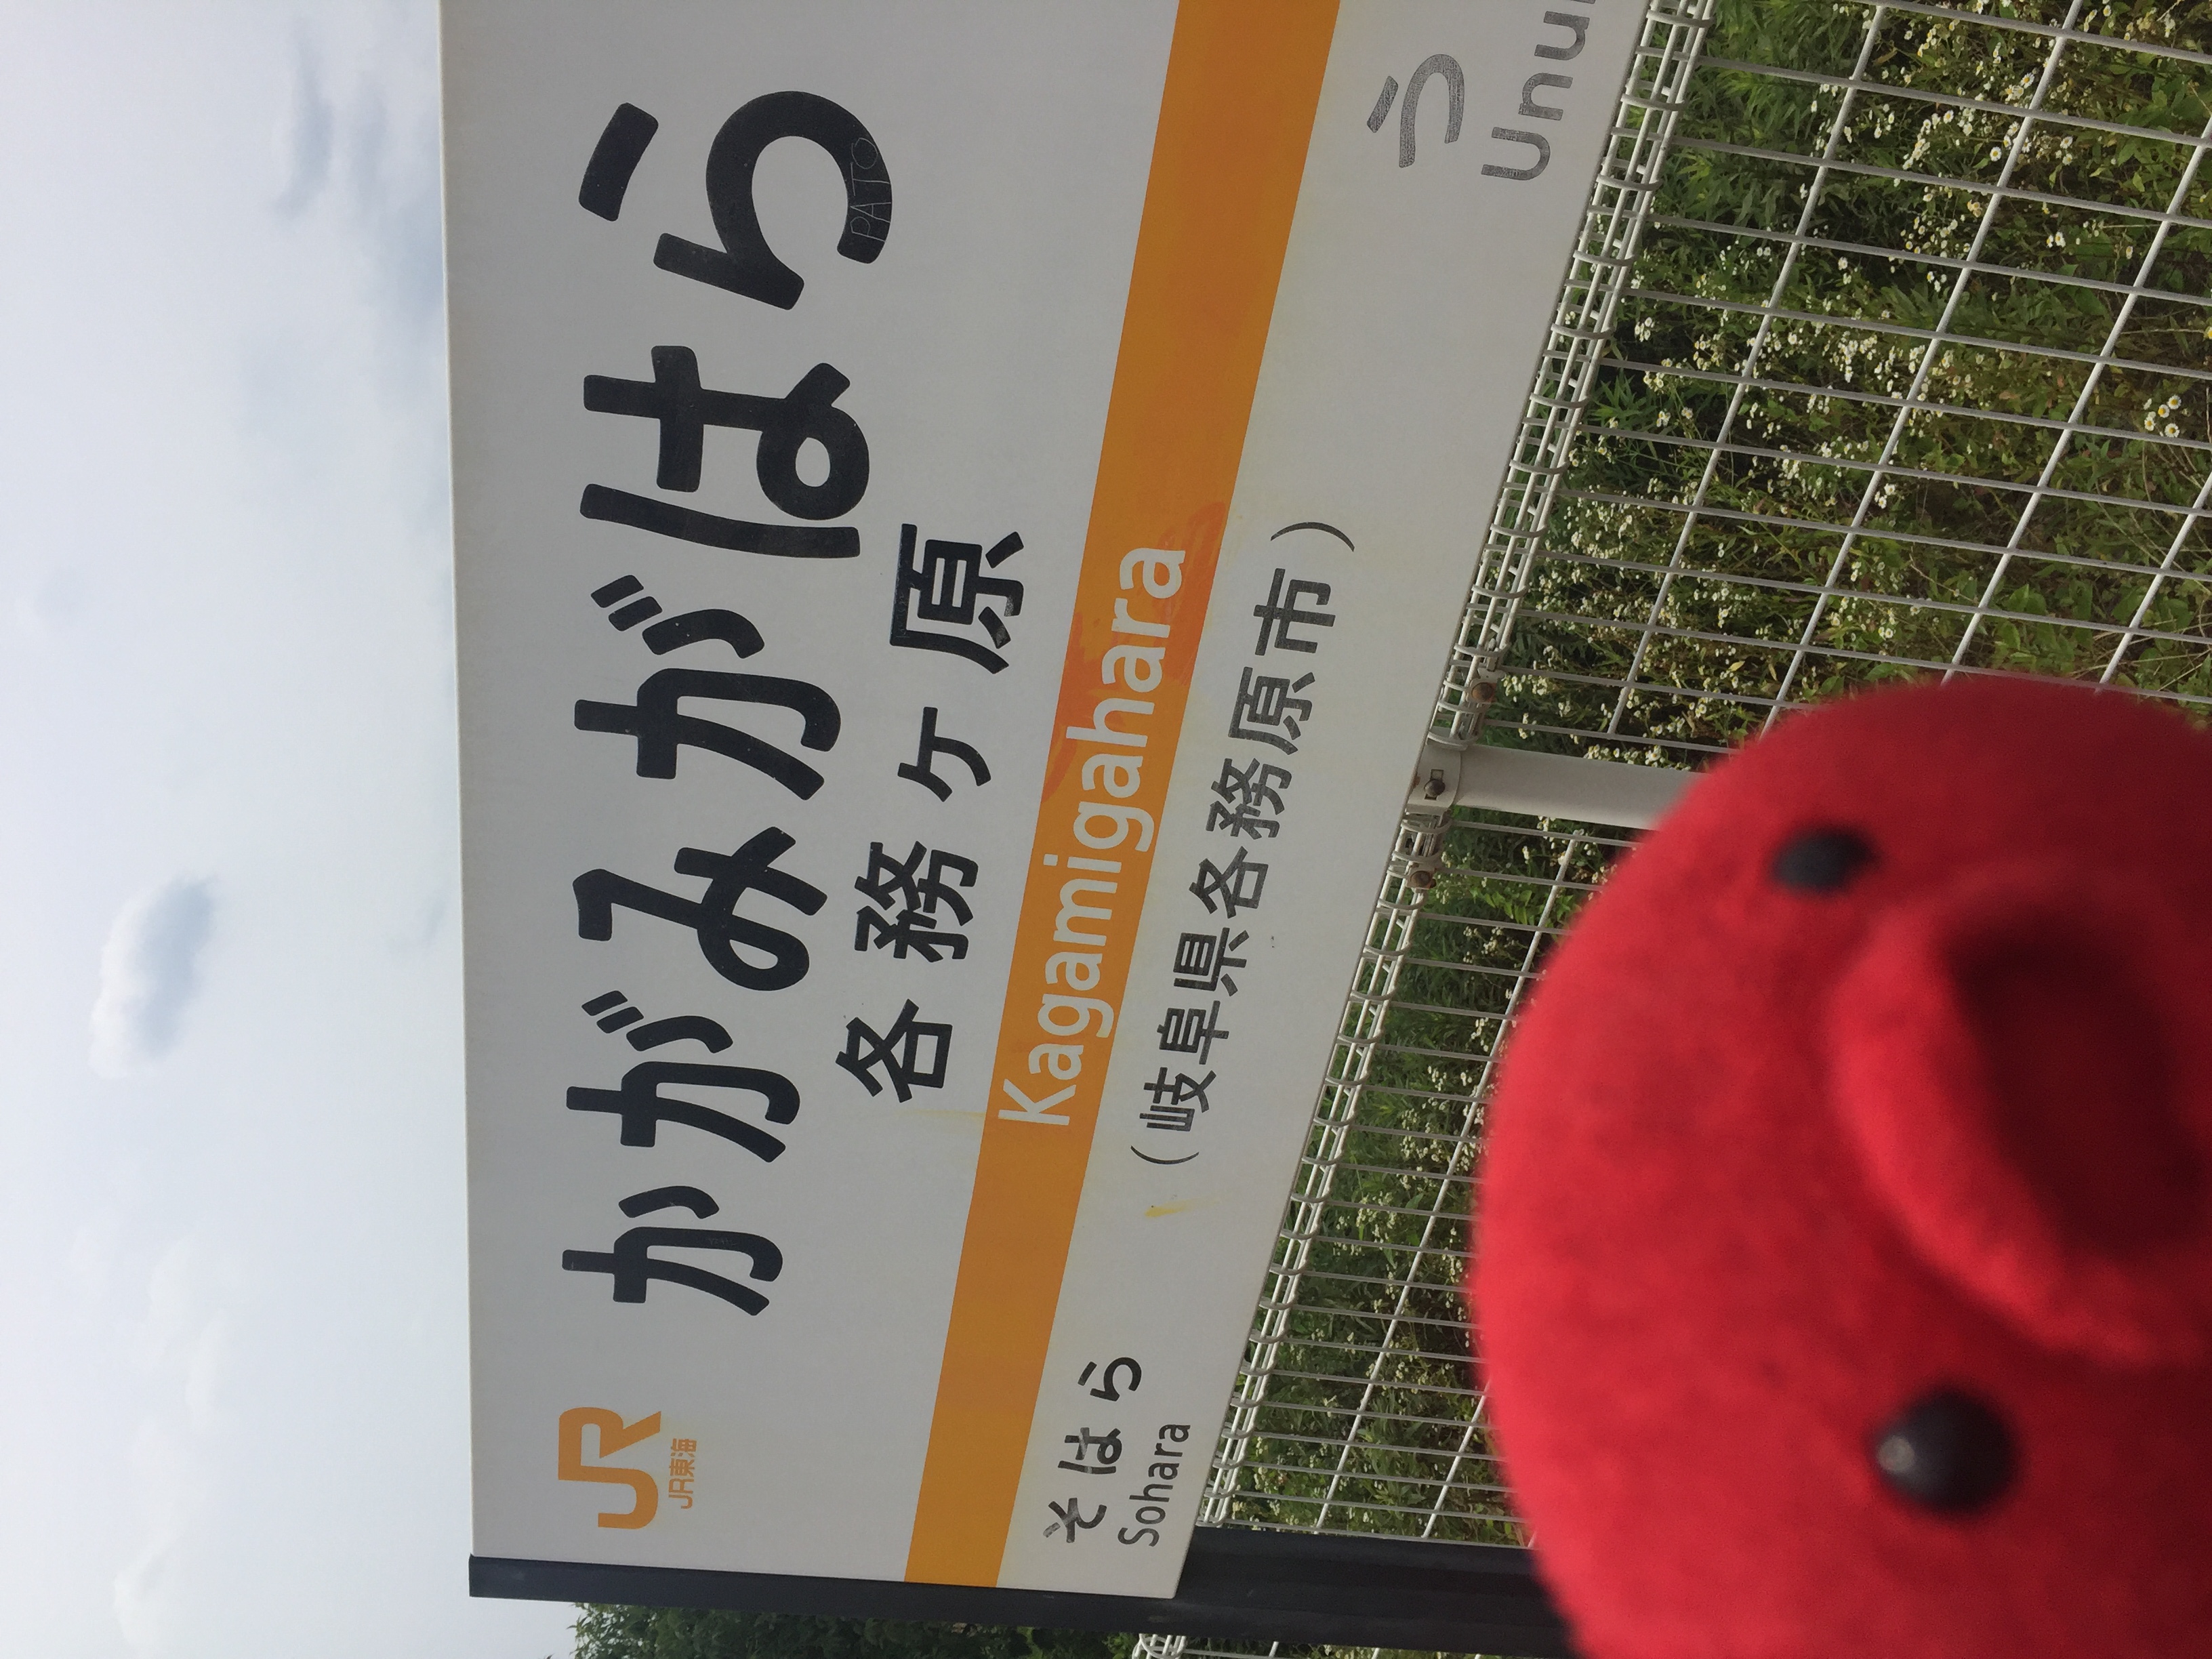 JR
JR東海
かがみがはら
各務ケ原
Kagamigahara
(岐阜県各務原市)
そはら
Sohara
う
Unu
PATO